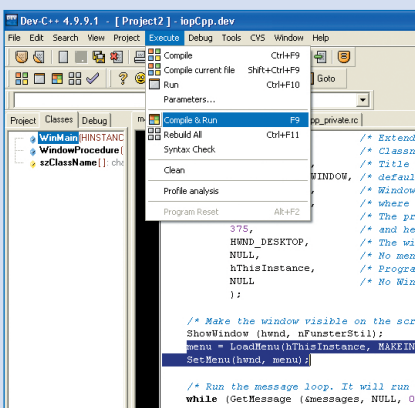 Dev-C++ 4.9.9.1 - [ Project2 ] - iopCpp.dev
File Edit Search View Project Execute Debug Tools CVS Window Help
Compile Ctrl+F9
Compile current file Shift+Ctrl+F9
Run Ctrl+F10
Parameters...
Compile & Run F9
Rebuild All Ctrl+F11
Syntax Check
Clean
Profile analysis
Program Reset Alt+F2
Goto
Project Classes Debug
pp_private.rc
WinMain (HINSTANC
WindowProcedure (
szClassName []: cha
/* Extend
/* Classn
/* Title
WINDOW, /* defaul
/* Window
/* where
/* The pr
375, /* and he
HWND_DESKTOP, /* The wi
NULL, /* No men
hThisInstance, /* Progra
NULL /* No Win
);
/* Make the window visible on the scr
ShowWindow (hwnd, nFunsterStil);
menu = LoadMenu(hThisInstance, MAKEIN
SetMenu(hwnd, menu);
/* Run the message loop. It will run
while (GetMessage (&messages, NULL, 0